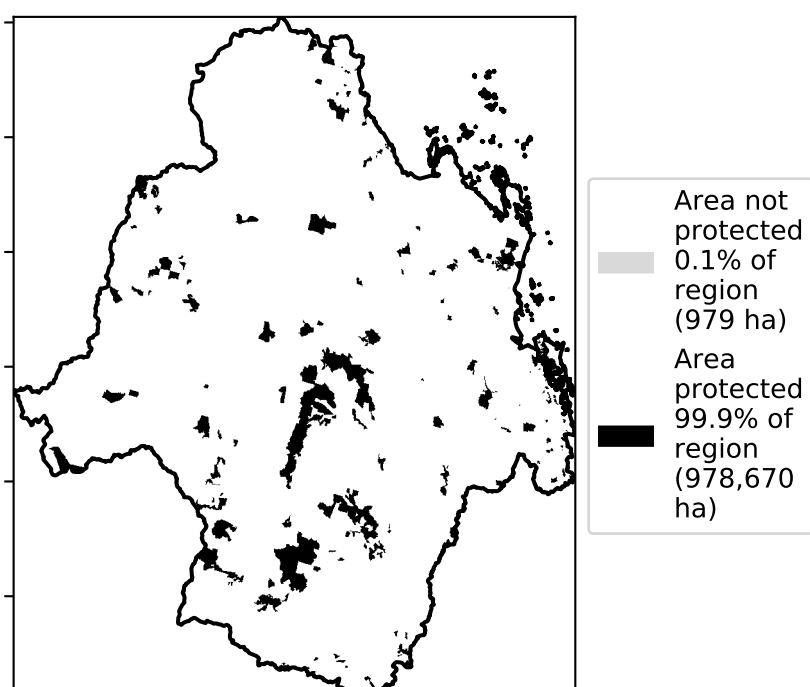 Area not
protected
0.1% of
region
(979 ha)
Area
protected
99.9% of
region
(978,670
ha)